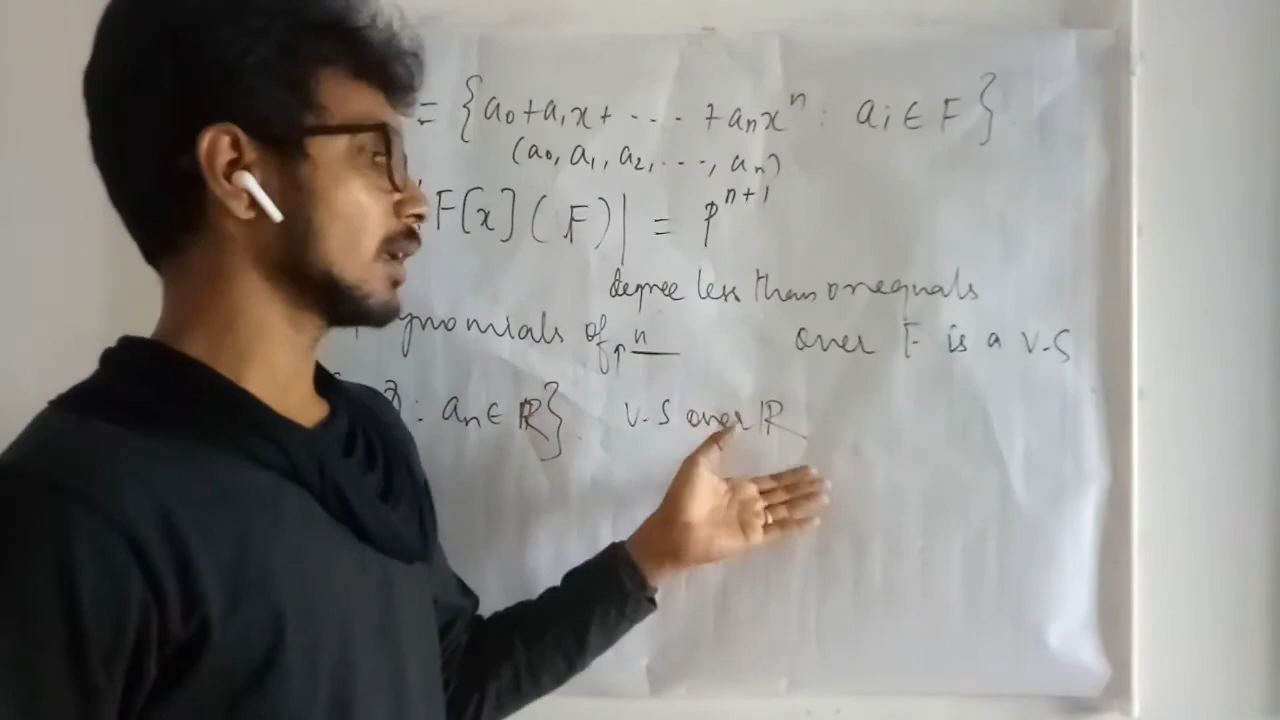 = {a₀+a₁x+ ... +aₙxⁿ : aᵢ ∈ F}
(a₀, a₁, a₂, ..., aₙ)
F[x](F)| = pⁿ⁺¹
degree less than or equals
ynomials of n over F is a V.S
: aₙ ∈ ℝ}. V.S over ℝ